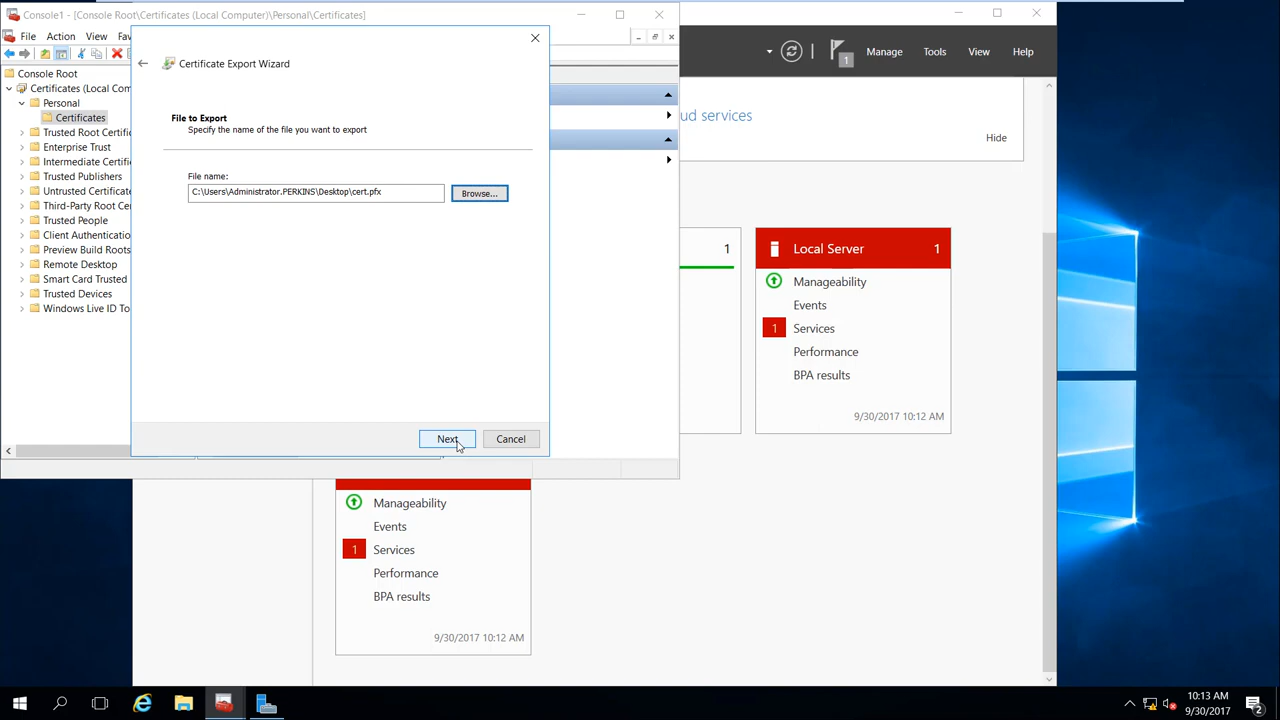 Console1 - [Console Root\Certificates (Local Computer)\Personal\Certificates]
File Action View Fav
Certificate Export Wizard
File to Export
Specify the name of the file you want to export
File name:
C:\Users\Administrator.PERKINS\Desktop\cert.pfx
Browse...
Next
Cancel
Console Root
Certificates (Local Com
Personal
Certificates
Trusted Root Certific
Enterprise Trust
Intermediate Certifi
Trusted Publishers
Untrusted Certificate
Third-Party Root Cer
Trusted People
Client Authenticatio
Preview Build Roots
Remote Desktop
Smart Card Trusted
Trusted Devices
Windows Live ID To
1 Manage Tools View Help
ud services
Hide
1
Local Server 1
Manageability
Events
1 Services
Performance
BPA results
9/30/2017 10:12 AM
Manageability
Events
1 Services
Performance
BPA results
9/30/2017 10:12 AM
10:13 AM
9/30/2017
2